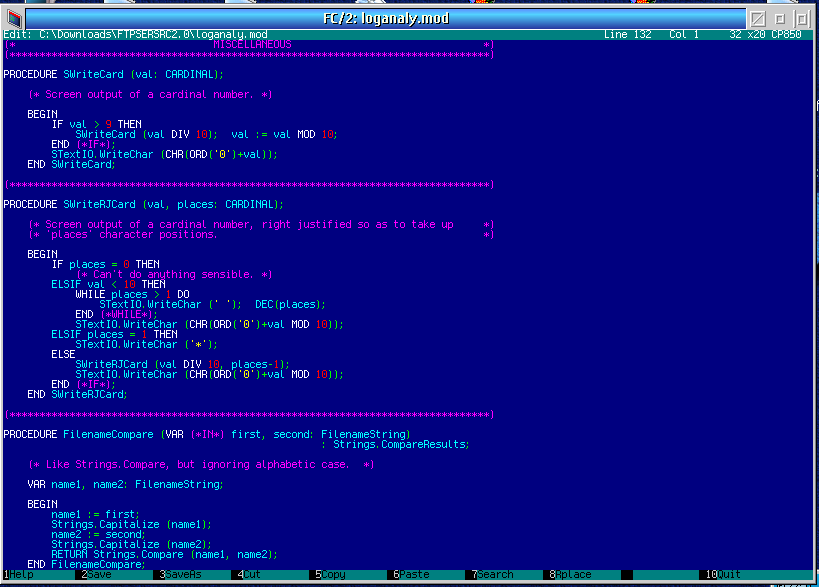 FC/2: loganaly.mod
Edit: C:\Downloads\FTPSERSRC2.0\loganaly.mod Line 132 Col 1 32 x20 CP850
(* MISCELLANEOUS *)
(********************************************************************************)
PROCEDURE SWriteCard (val: CARDINAL);
(* Screen output of a cardinal number. *)
BEGIN
IF val > 9 THEN
SWriteCard (val DIV 10); val := val MOD 10;
END (*IF*);
STextIO.WriteChar (CHR(ORD('0')+val));
END SWriteCard;
(********************************************************************************)
PROCEDURE SWriteRJCard (val, places: CARDINAL);
(* Screen output of a cardinal number, right justified so as to take up *)
(* 'places' character positions. *)
BEGIN
IF places = 0 THEN
(* Can't do anything sensible. *)
ELSIF val < 10 THEN
WHILE places > 1 DO
STextIO.WriteChar (' '); DEC(places);
END (*WHILE*);
STextIO.WriteChar (CHR(ORD('0')+val MOD 10));
ELSIF places = 1 THEN
STextIO.WriteChar ('*');
ELSE
SWriteRJCard (val DIV 10, places-1);
STextIO.WriteChar (CHR(ORD('0')+val MOD 10));
END (*IF*);
END SWriteRJCard;
(********************************************************************************)
PROCEDURE FilenameCompare (VAR (*IN*) first, second: FilenameString)
: Strings.CompareResults;
(* Like Strings.Compare, but ignoring alphabetic case. *)
VAR name1, name2: FilenameString;
BEGIN
name1 := first;
Strings.Capitalize (name1);
name2 := second;
Strings.Capitalize (name2);
RETURN Strings.Compare (name1, name2);
END FilenameCompare;
1Help 2Save 3SaveAs 4Cut 5Copy 6Paste 7Search 8Rplace 10Quit